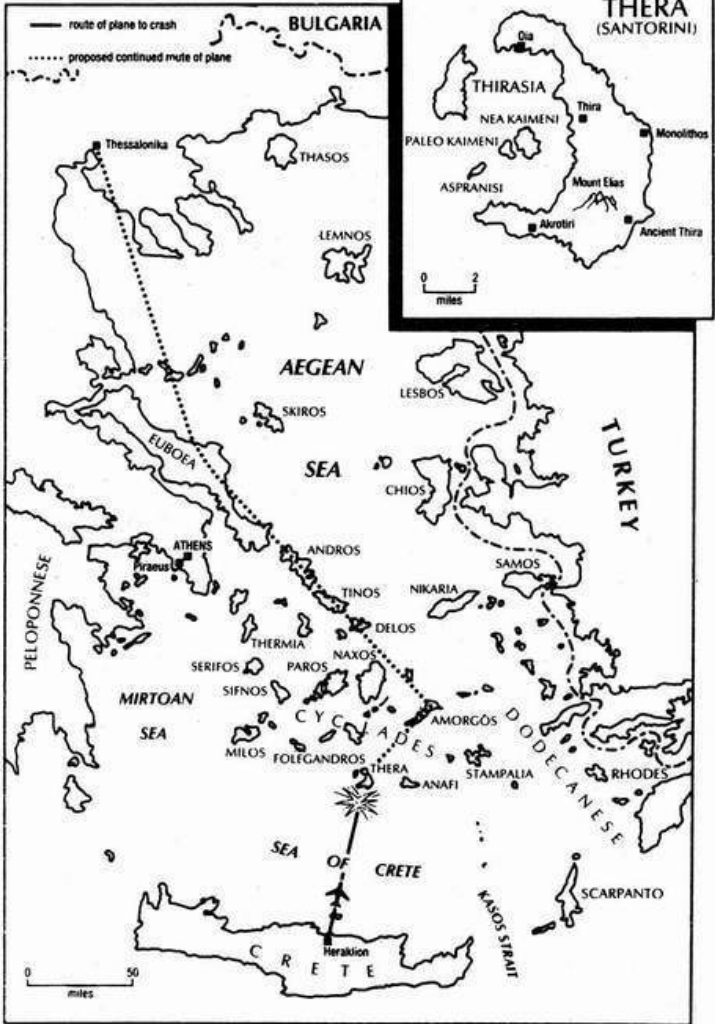 route of plane to crash
proposed continued route of plane
BULGARIA
THERA
(SANTORINI)
Oia
THIRASIA
Thira
NEA KAIMENI
Monolithos
PALEO KAIMENI
ASPRANISI
Mount Elias
Akrotiri
Ancient Thira
0 2
miles
Thessalonika
THASOS
LEMNOS
AEGEAN
SEA
LESBOS
SKIROS
EUBOEA
CHIOS
TURKEY
ATHENS
Piraeus
ANDROS
SAMOS
TINOS
NIKARIA
PELOPONNESE
THERMIA
DELOS
SERIFOS
PAROS
NAXOS
SIFNOS
MIRTOAN
SEA
CYCLADES
AMORGÓS
DODECANESE
MILOS
FOLEGANDROS
THERA
ANAFI
STAMPALIA
RHODES
SEA OF CRETE
KASOS STRAIT
SCARPANTO
Heraklion
CRETE
0 50
miles